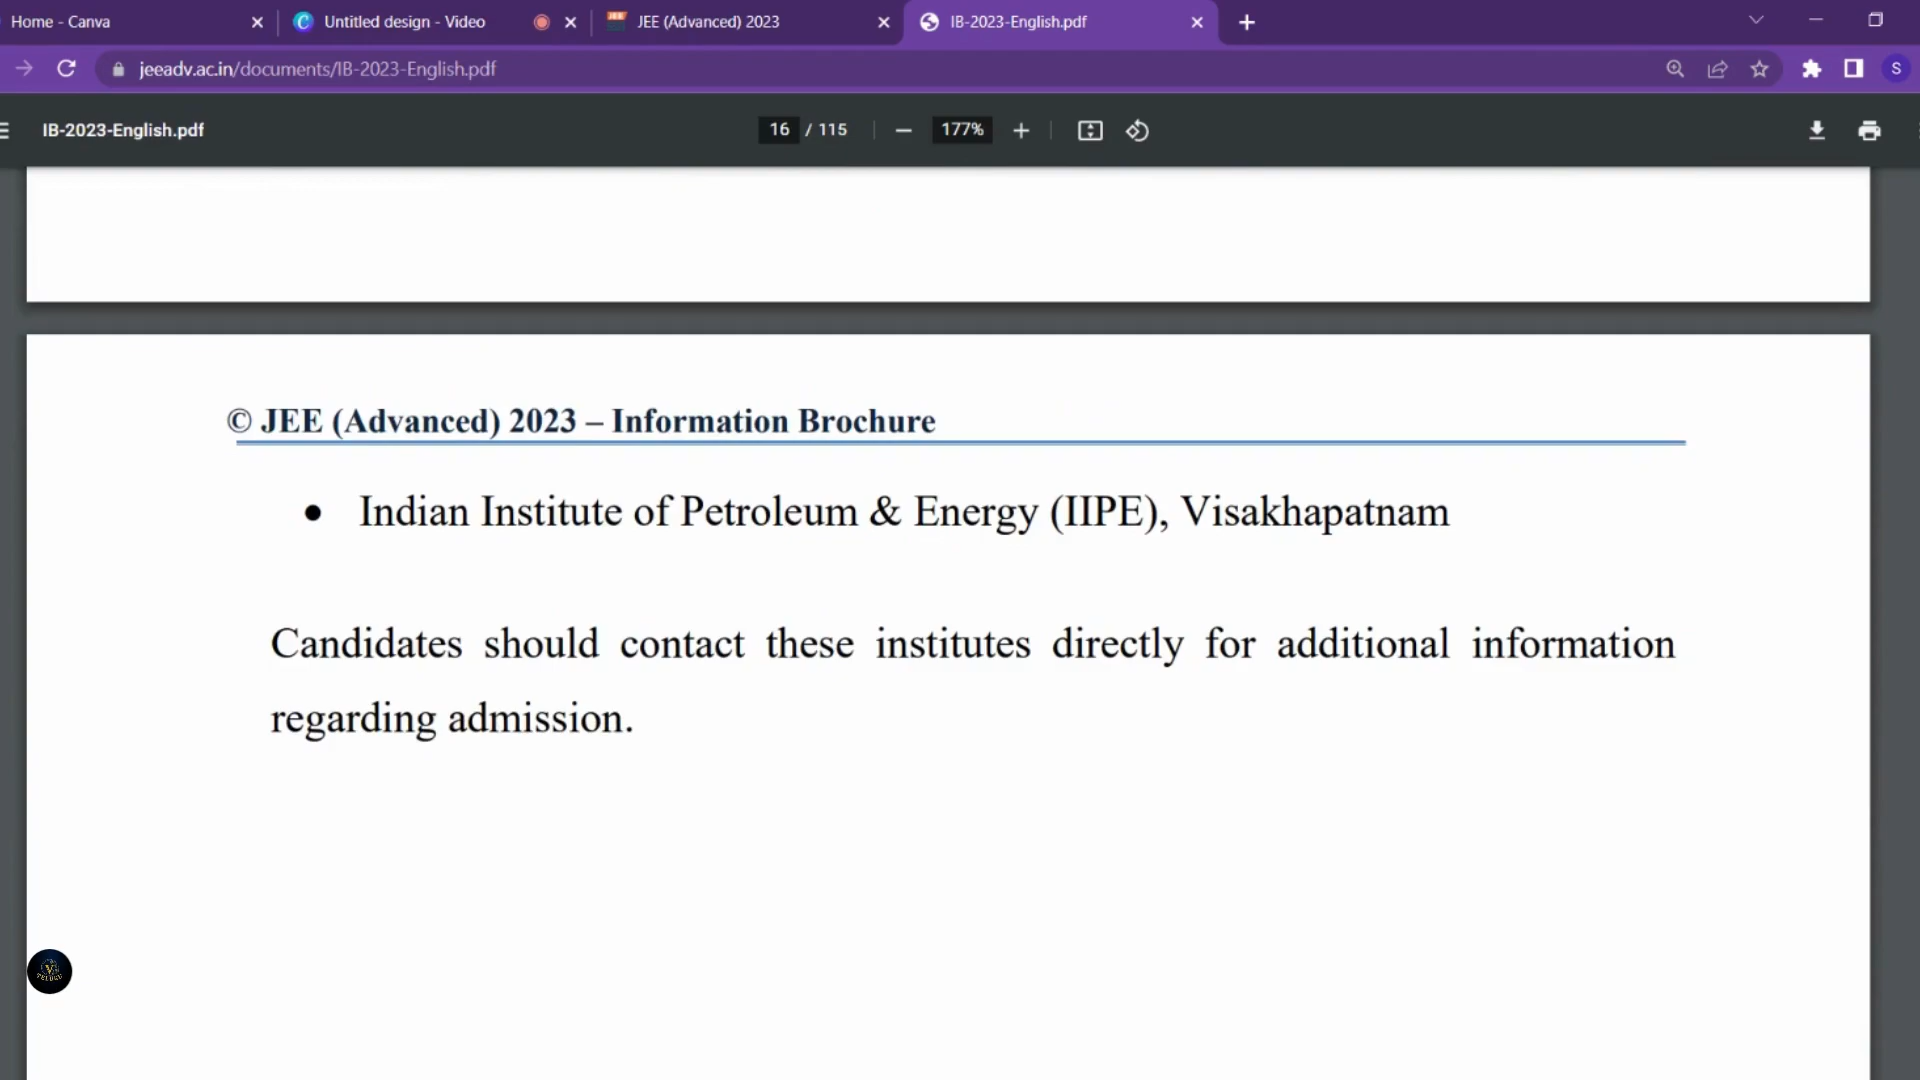 Home - Canva
Untitled design - Video
JEE (Advanced) 2023
IB-2023-English.pdf
jeeadv.ac.in/documents/IB-2023-English.pdf
S
IB-2023-English.pdf
16 / 115
177%
© JEE (Advanced) 2023 – Information Brochure
• Indian Institute of Petroleum & Energy (IIPE), Visakhapatnam
Candidates should contact these institutes directly for additional information
regarding admission.
V
TELUGU